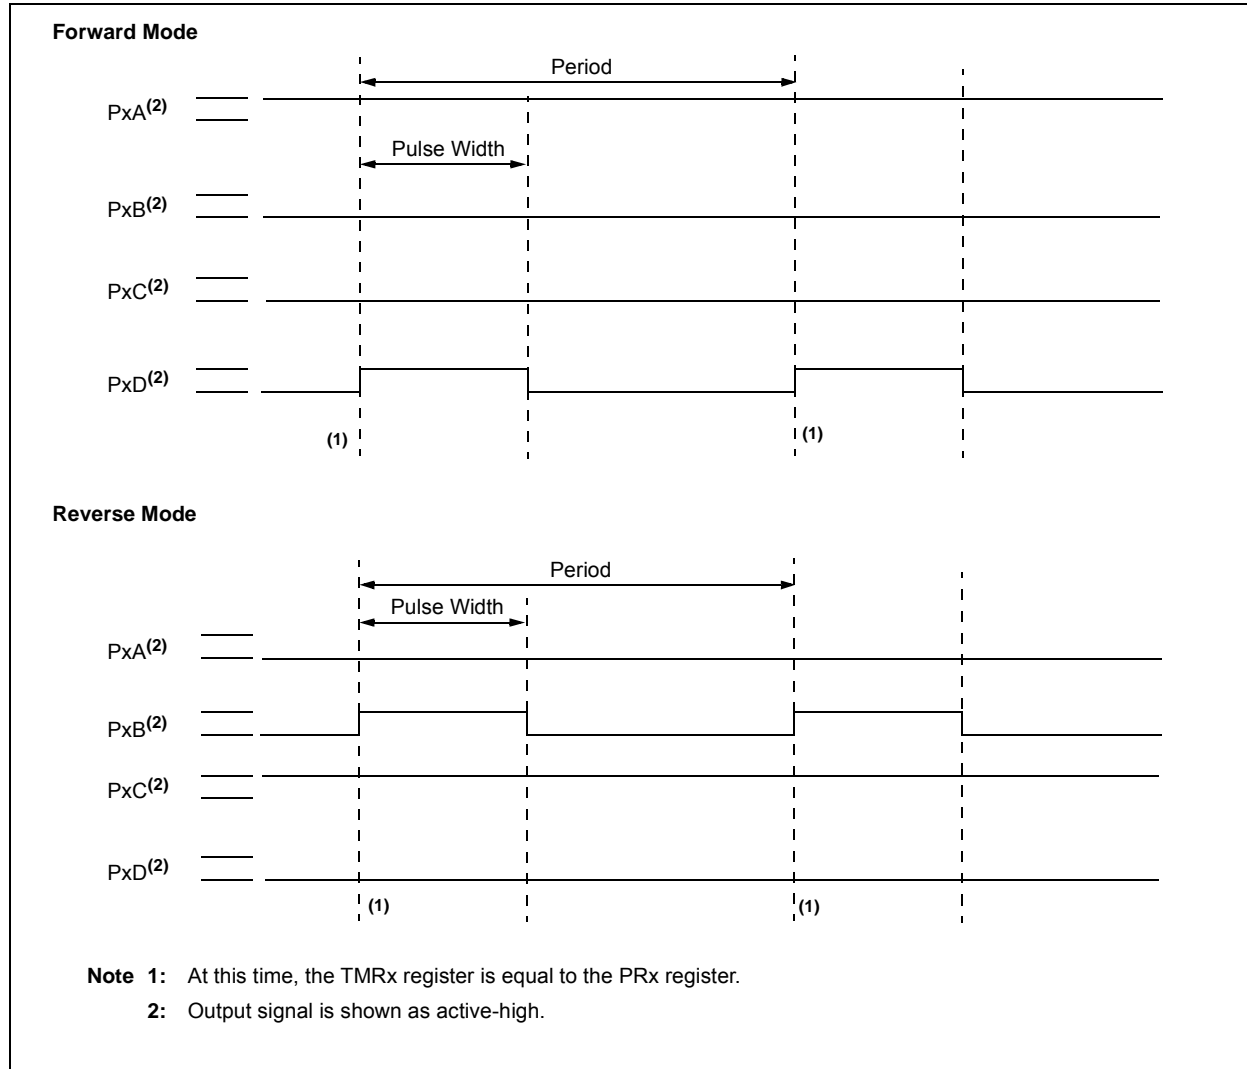 Forward Mode
Period
PxA(2)
Pulse Width
PxB(2)
PxC(2)
PxD(2)
(1)
(1)
Reverse Mode
Period
Pulse Width
PxA(2)
PxB(2)
PxC(2)
PxD(2)
(1)
(1)
Note 1: At this time, the TMRx register is equal to the PRx register.
2: Output signal is shown as active-high.